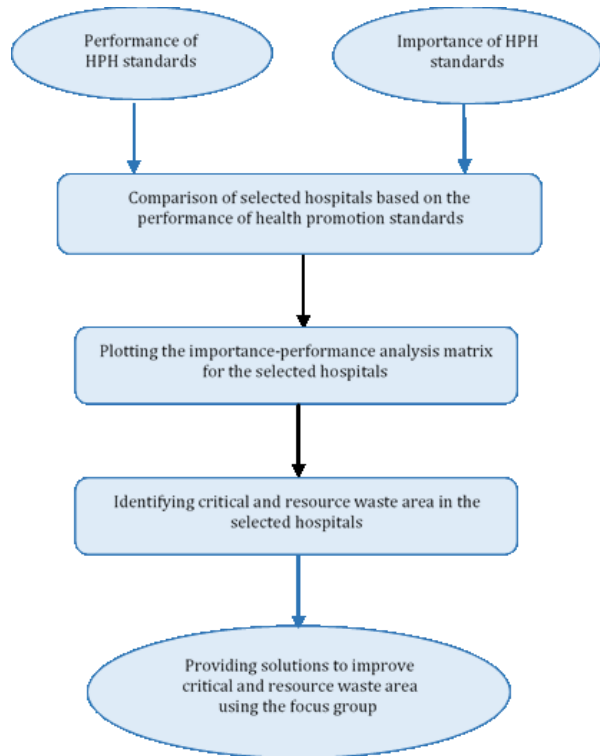 Performance of
HPH standards
Importance of HPH
standards
Comparison of selected hospitals based on the
performance of health promotion standards
Plotting the importance-performance analysis matrix
for the selected hospitals
Identifying critical and resource waste area in the
selected hospitals
Providing solutions to improve
critical and resource waste area
using the focus group